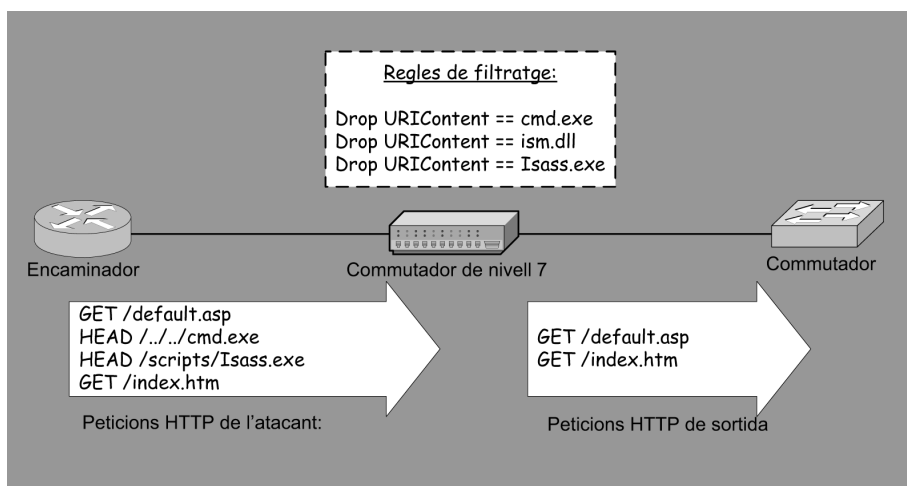 Regles de filtratge:
Drop URIContent == cmd.exe
Drop URIContent == ism.dll
Drop URIContent == Isass.exe
Encaminador
Commutador de nivell 7
Commutador
GET /default.asp
HEAD /../../cmd.exe
HEAD /scripts/Isass.exe
GET /index.htm
Peticions HTTP de l’atacant:
GET /default.asp
GET /index.htm
Peticions HTTP de sortida